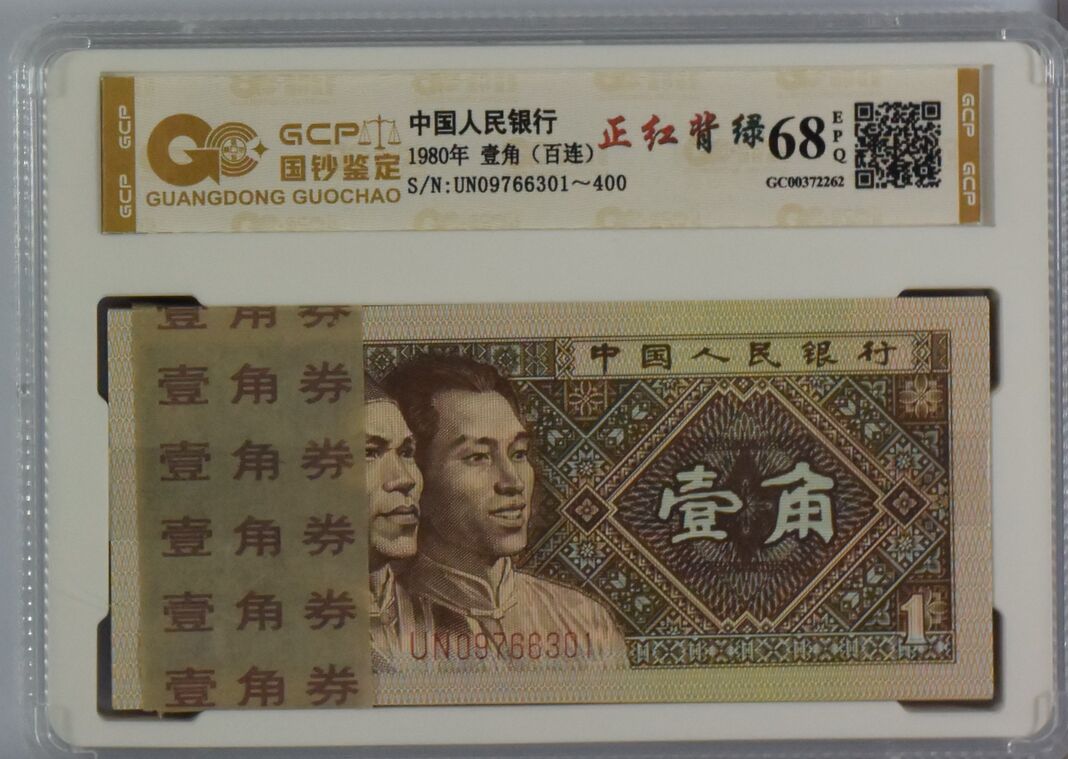 GCP
国钞鉴定
GUANGDONG GUOCHAO
中国人民银行
1980年 壹角（百连）
S/N:UN09766301～400
正红背绿
68
EPQ
GC00372262
GCP
GCP
GCP
GCP
壹角券
壹角券
壹角券
壹角券
壹角券
壹角券
中国人民银行
壹角
1
UN09766301